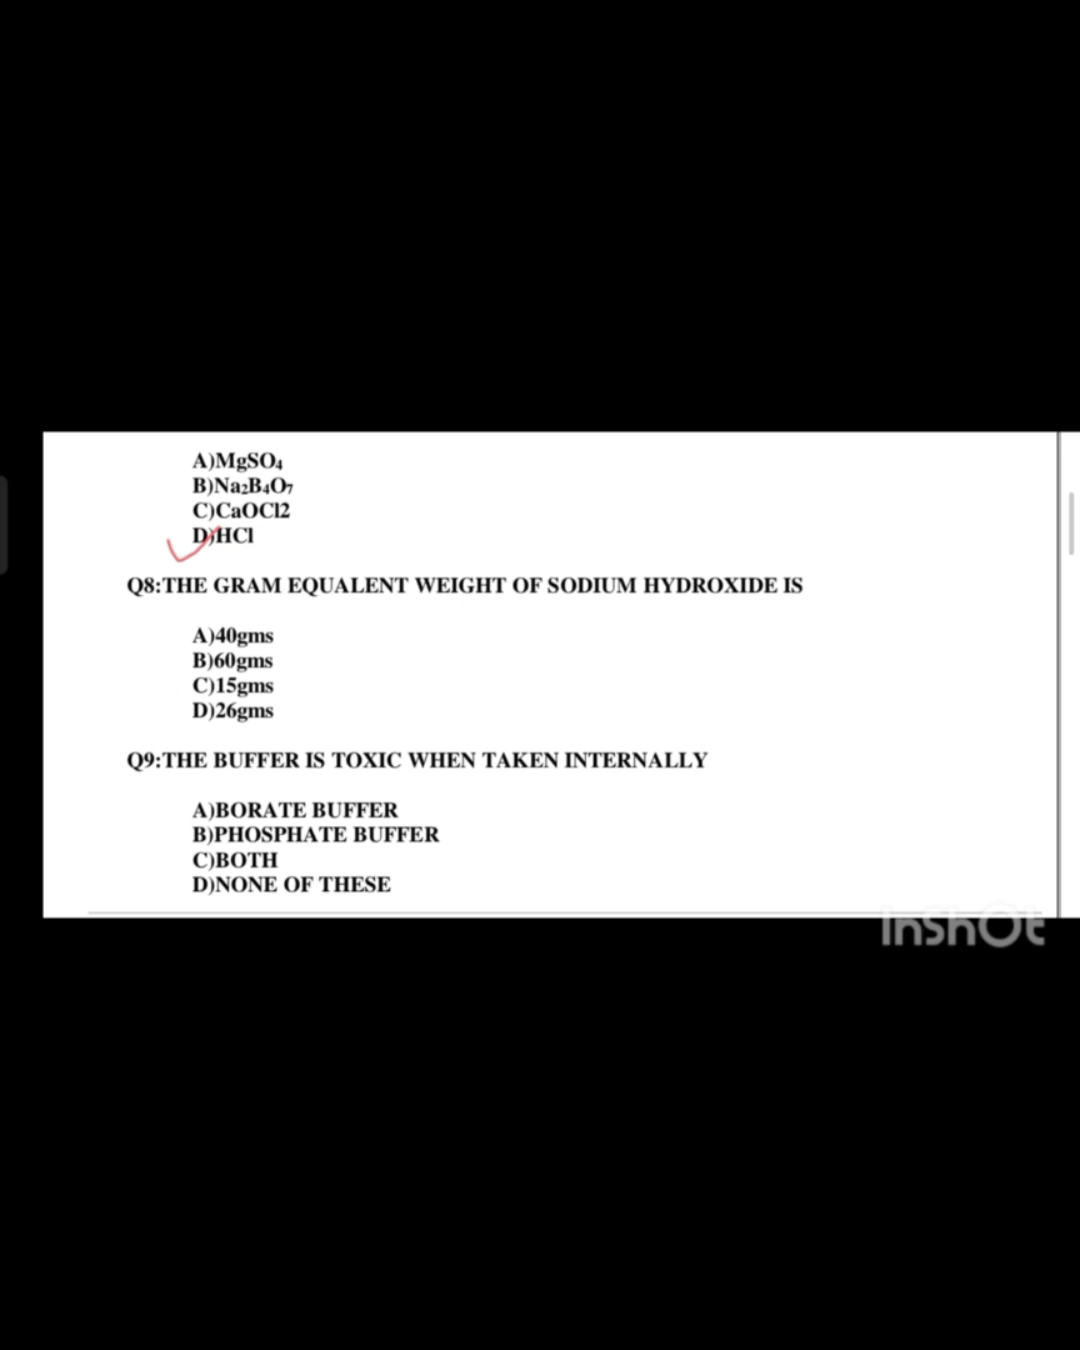 A)MgSO₄
B)Na₂B₄O₇
C)CaOCl2
D)HCl
Q8:THE GRAM EQUALENT WEIGHT OF SODIUM HYDROXIDE IS
A)40gms
B)60gms
C)15gms
D)26gms
Q9:THE BUFFER IS TOXIC WHEN TAKEN INTERNALLY
A)BORATE BUFFER
B)PHOSPHATE BUFFER
C)BOTH
D)NONE OF THESE
InShOt